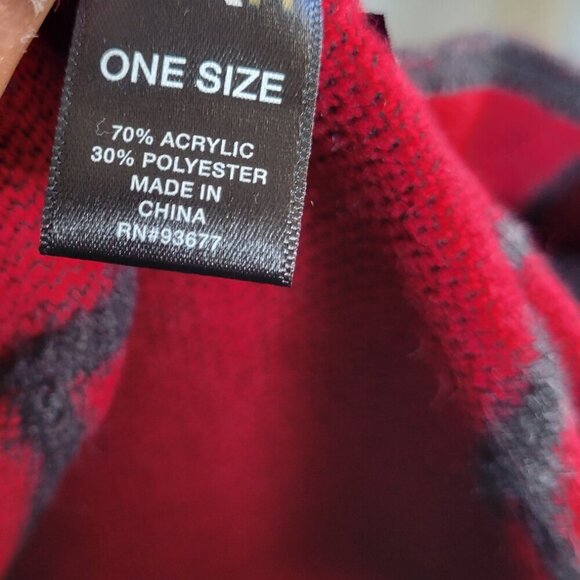 ONE SIZE
70% ACRYLIC
30% POLYESTER
MADE IN
CHINA
RN#93677